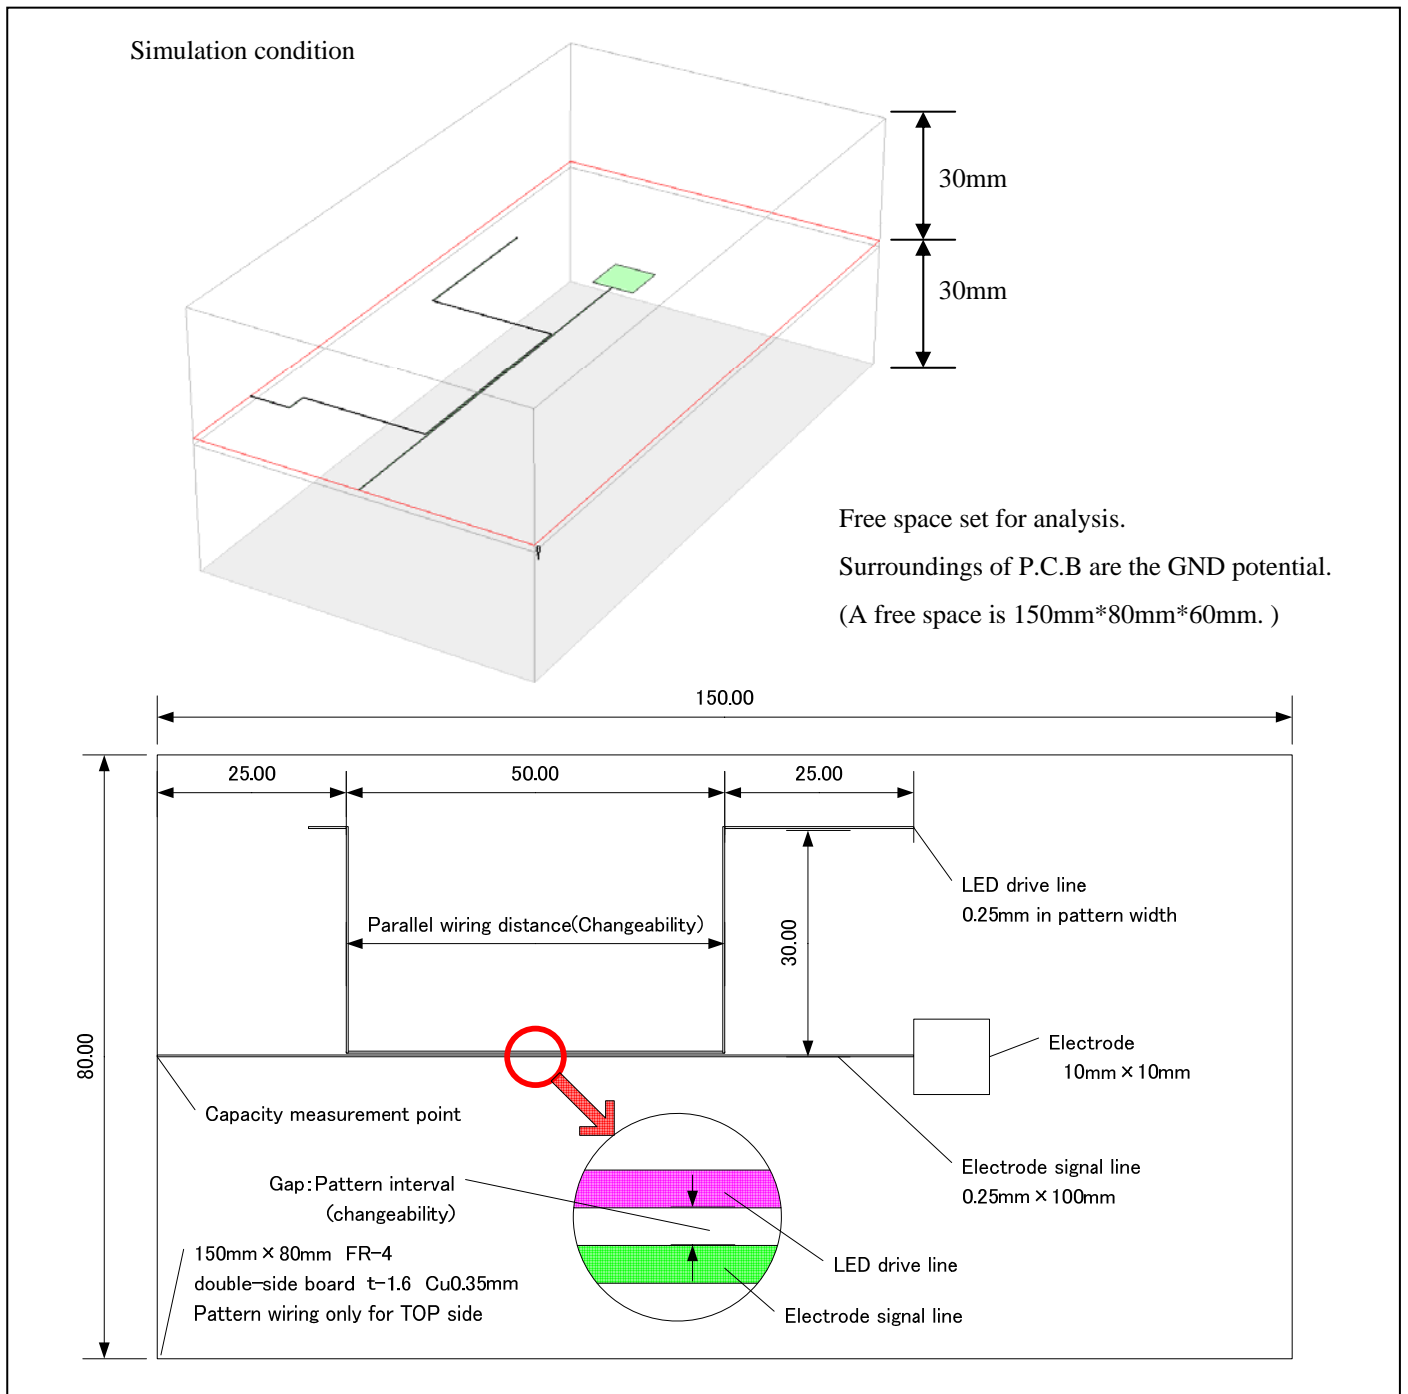 Simulation condition
30mm
30mm
Free space set for analysis.
Surroundings of P.C.B are the GND potential.
(A free space is 150mm*80mm*60mm. )
150.00
25.00
50.00
25.00
LED drive line
0.25mm in pattern width
Parallel wiring distance(Changeability)
30.00
80.00
Electrode
10mm×10mm
Capacity measurement point
Electrode signal line
0.25mm×100mm
Gap:Pattern interval
(changeability)
150mm×80mm FR-4
double-side board t-1.6 Cu0.35mm
Pattern wiring only for TOP side
LED drive line
Electrode signal line